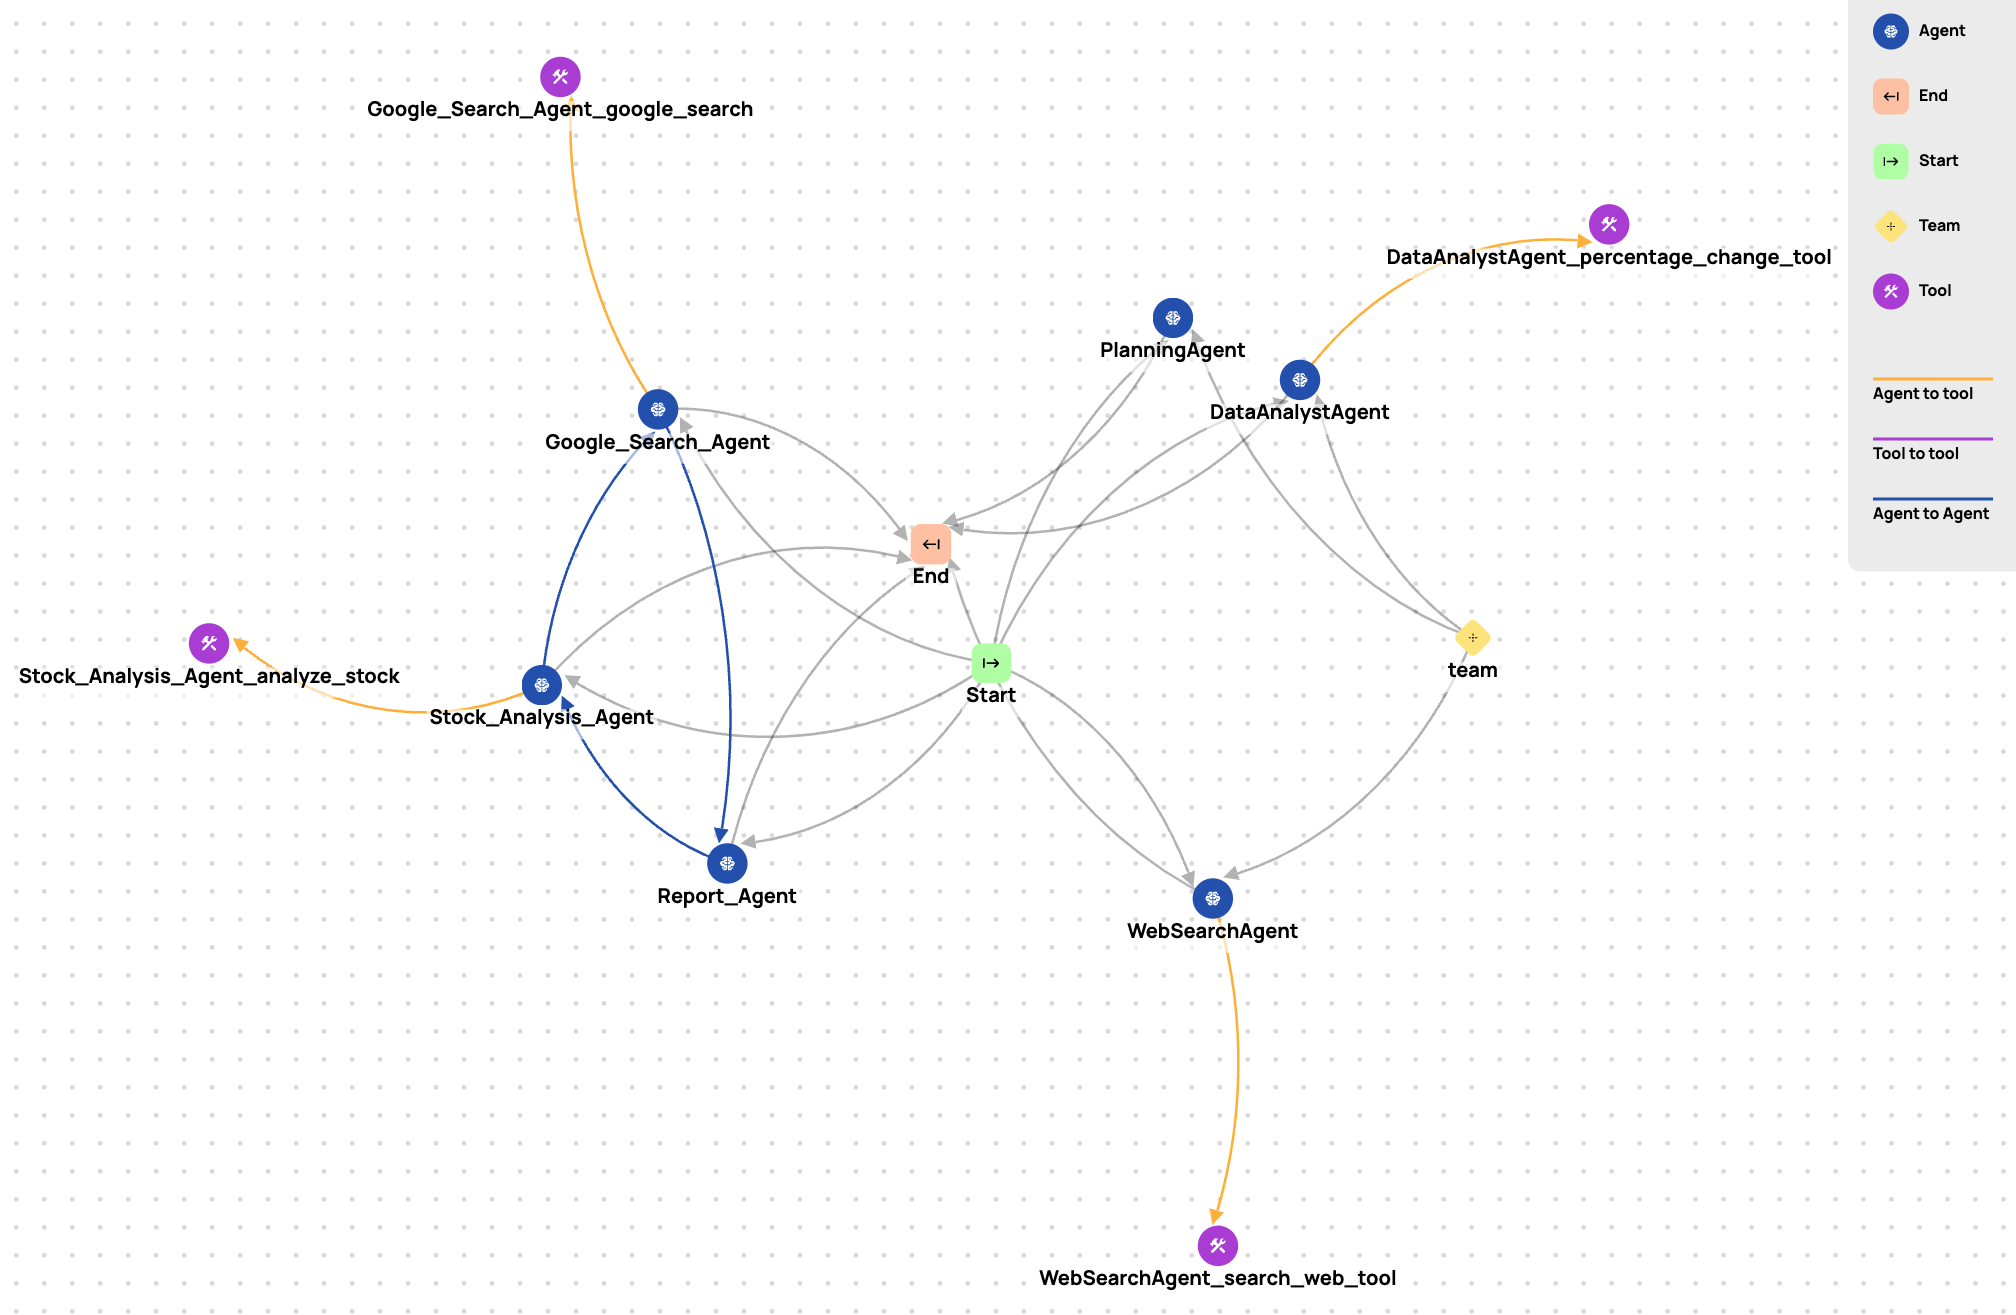 Agent
Google_Search_Agent_google_search
End
Start
Team
DataAnalystAgent_percentage_change_tool
Tool
PlanningAgent
Agent to tool
DataAnalystAgent
Google_Search_Agent
Tool to tool
Agent to Agent
End
team
Stock_Analysis_Agent_analyze_stock
Start
Stock_Analysis_Agent
Report_Agent
WebSearchAgent
WebSearchAgent_search_web_tool